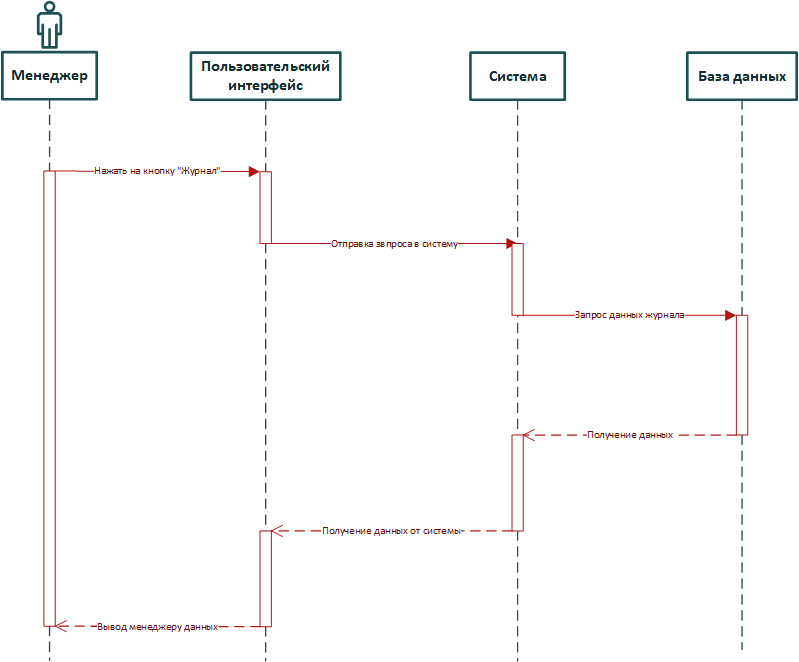 Менеджер
Пользовательский
интерфейс
Система
База данных
Нажать на кнопку "Журнал"
Отправка звпроса в систему
Запрос данных журнала
Получение данных
Получение данных от системы
Вывод менеджеру данных